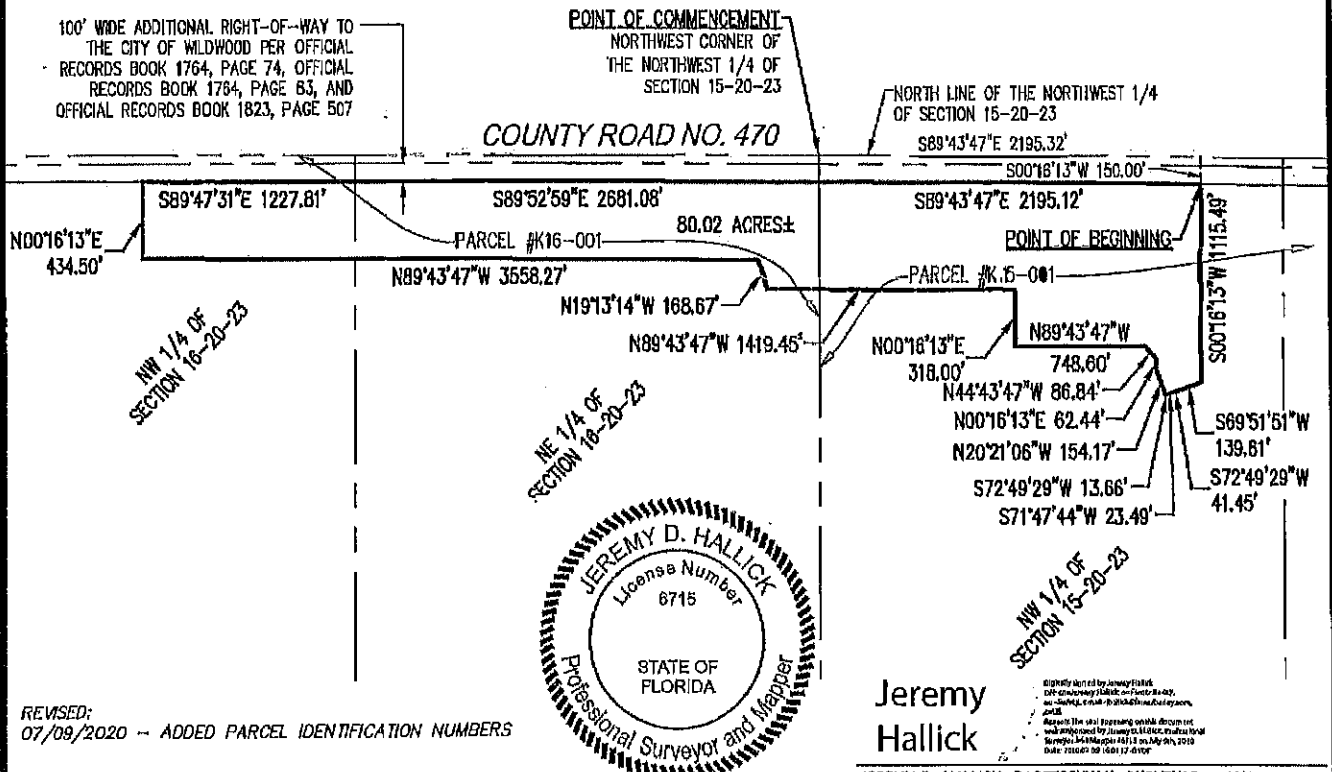 100' WIDE ADDITIONAL RIGHT-OF-WAY TO
THE CITY OF WILDWOOD PER OFFICIAL
RECORDS BOOK 1764, PAGE 74, OFFICIAL
RECORDS BOOK 1764, PAGE 83, AND
OFFICIAL RECORDS BOOK 1823, PAGE 507
POINT OF COMMENCEMENT
NORTHWEST CORNER OF
THE NORTHWEST 1/4 OF
SECTION 15-20-23
NORTH LINE OF THE NORTHWEST 1/4
OF SECTION 15-20-23
COUNTY ROAD NO. 470
S89°43'47"E 2195.32'
S00°16'13"W 150.00'
S89°47'31"E 1227.81'
S89°52'59"E 2681.08'
S89°43'47"E 2195.12'
N00°16'13"E
434.50'
PARCEL #K16-001
80.02 ACRES±
POINT OF BEGINNING
S00°16'13"W 1115.49'
N89°43'47"W 3558.27'
PARCEL #K15-001
N19°13'14"W 168.67'
N89°43'47"W 1419.45'
N00°16'13"E
318.00'
N89°43'47"W
748.60'
N44°43'47"W 86.84'
N00°16'13"E 62.44'
N20°21'06"W 154.17'
S72°49'29"W 13.66'
S71°47'44"W 23.49'
S69°51'51"W
139.81'
S72°49'29"W
41.45'
NW 1/4 OF
SECTION 16-20-23
NE 1/4 OF
SECTION 16-20-23
NW 1/4 OF
SECTION 15-20-23
JEREMY D. HALLICK
License Number
6715
STATE OF
FLORIDA
Professional Surveyor and Mapper
Jeremy
Hallick
Digitally signed by Jeremy Hallick
REVISED:
07/09/2020 - ADDED PARCEL IDENTIFICATION NUMBERS